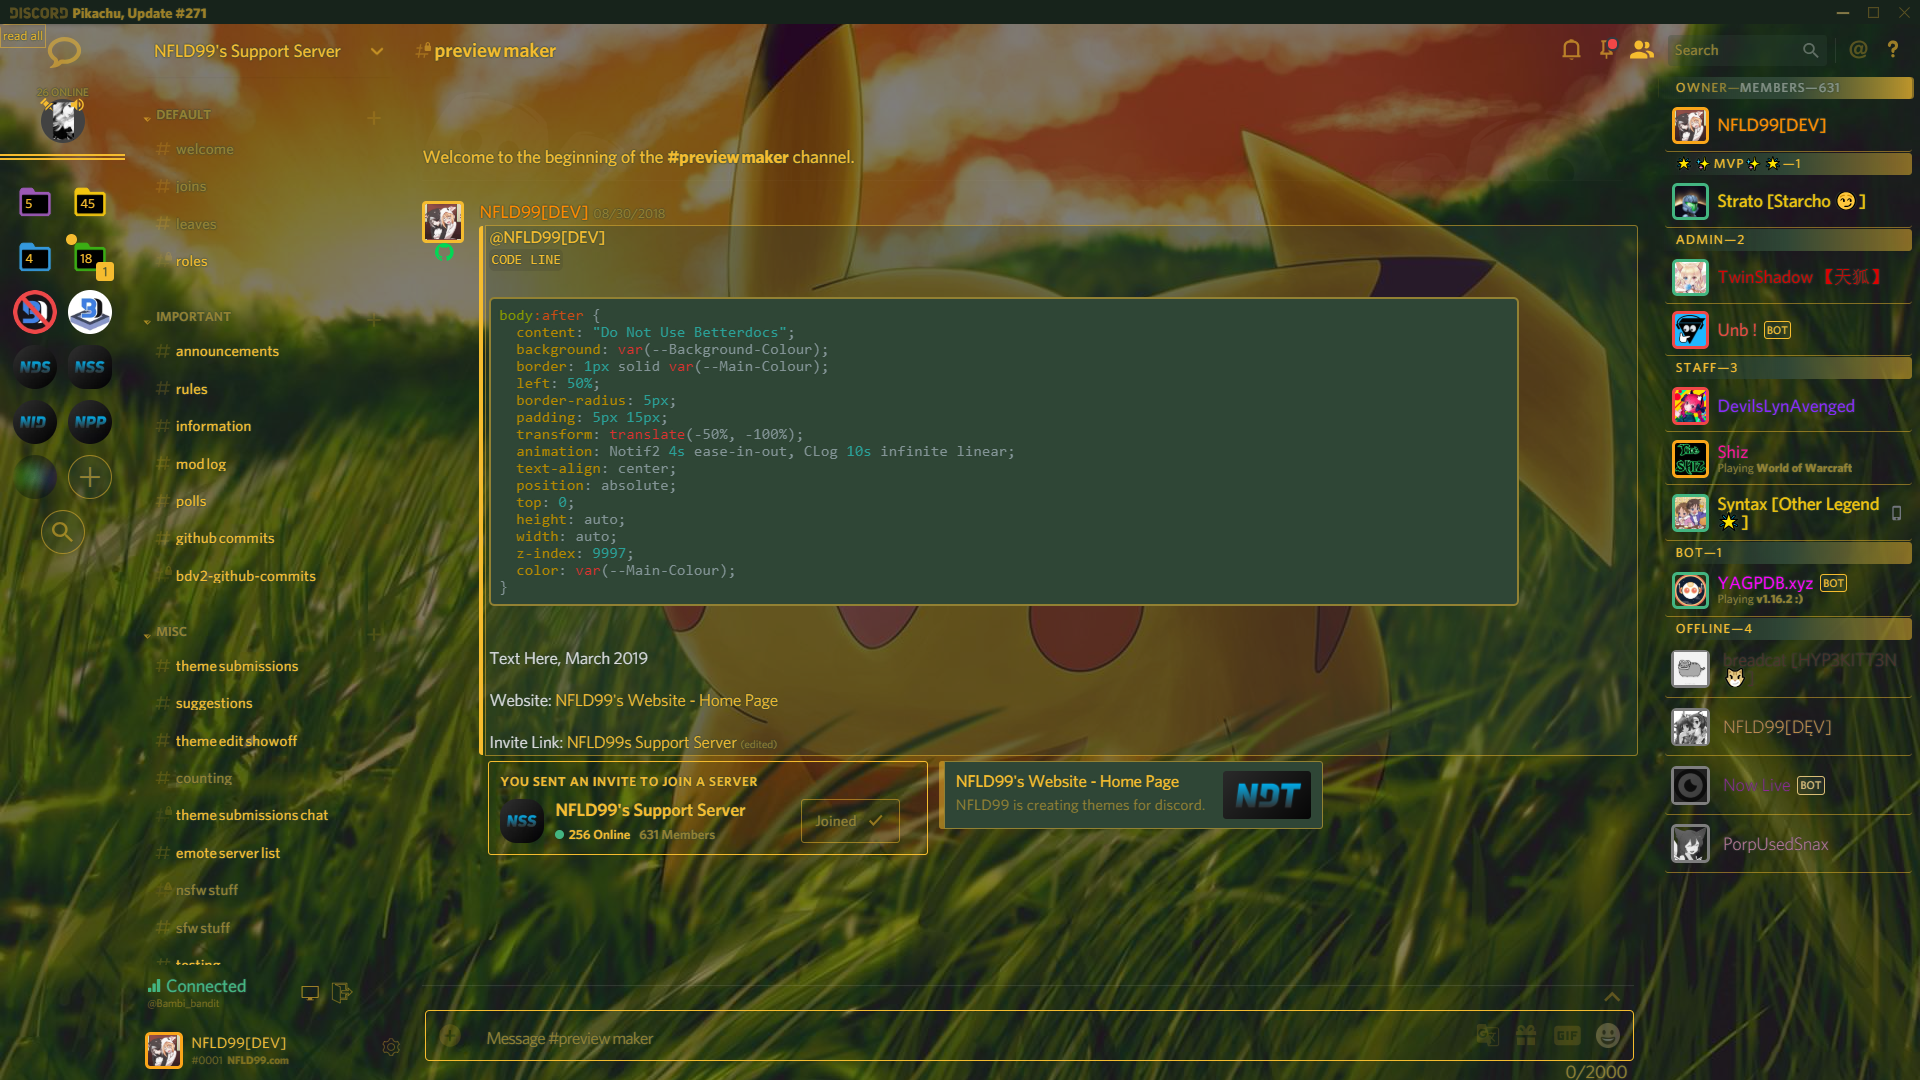 DISCORD Pikachu, Update #271
read all
NFLD99's Support Server
# preview maker
Search
26 ONLINE
5
45
4
18
1
NDS
NSS
NID
NPP
DEFAULT
# welcome
# joins
# leaves
# roles
IMPORTANT
# announcements
# rules
# information
# mod log
# polls
# github commits
# bdv2-github-commits
MISC
# theme submissions
# suggestions
# theme edit showoff
# counting
# theme submissions chat
# emote server list
# nsfw stuff
# sfw stuff
testing
Connected
@Bambi_bandit
NFLD99[DEV]
#0001 NFLD99.com
Welcome to the beginning of the #preview maker channel.
NFLD99[DEV] 08/30/2018
@NFLD99[DEV]
CODE LINE
body:after {
content: "Do Not Use Betterdocs";
background: var(--Background-Colour);
border: 1px solid var(--Main-Colour);
left: 50%;
border-radius: 5px;
padding: 5px 15px;
transform: translate(-50%, -100%);
animation: Notif2 4s ease-in-out, CLog 10s infinite linear;
text-align: center;
position: absolute;
top: 0;
height: auto;
width: auto;
z-index: 9997;
color: var(--Main-Colour);
}
Text Here, March 2019
Website: NFLD99's Website - Home Page
Invite Link: NFLD99s Support Server (edited)
YOU SENT AN INVITE TO JOIN A SERVER
NSS
NFLD99's Support Server
256 Online 631 Members
Joined
NFLD99's Website - Home Page
NFLD99 is creating themes for discord.
NDT
Message #preview maker
GIF
0/2000
OWNER—MEMBERS—631
NFLD99[DEV]
⭐✨MVP✨⭐—1
Strato [Starcho 😏]
ADMIN—2
TwinShadow 【天狐】
Unb ! BOT
STAFF—3
DevilsLynAvenged
Shiz
Playing World of Warcraft
The SHIZ
Syntax [Other Legend
⭐]
BOT—1
YAGPDB.xyz BOT
Playing v1.16.2 :)
OFFLINE—4
breadcat [HYP3KITT3N
🐱
NFLD99[DEV]
Now Live BOT
PorpUsedSnax